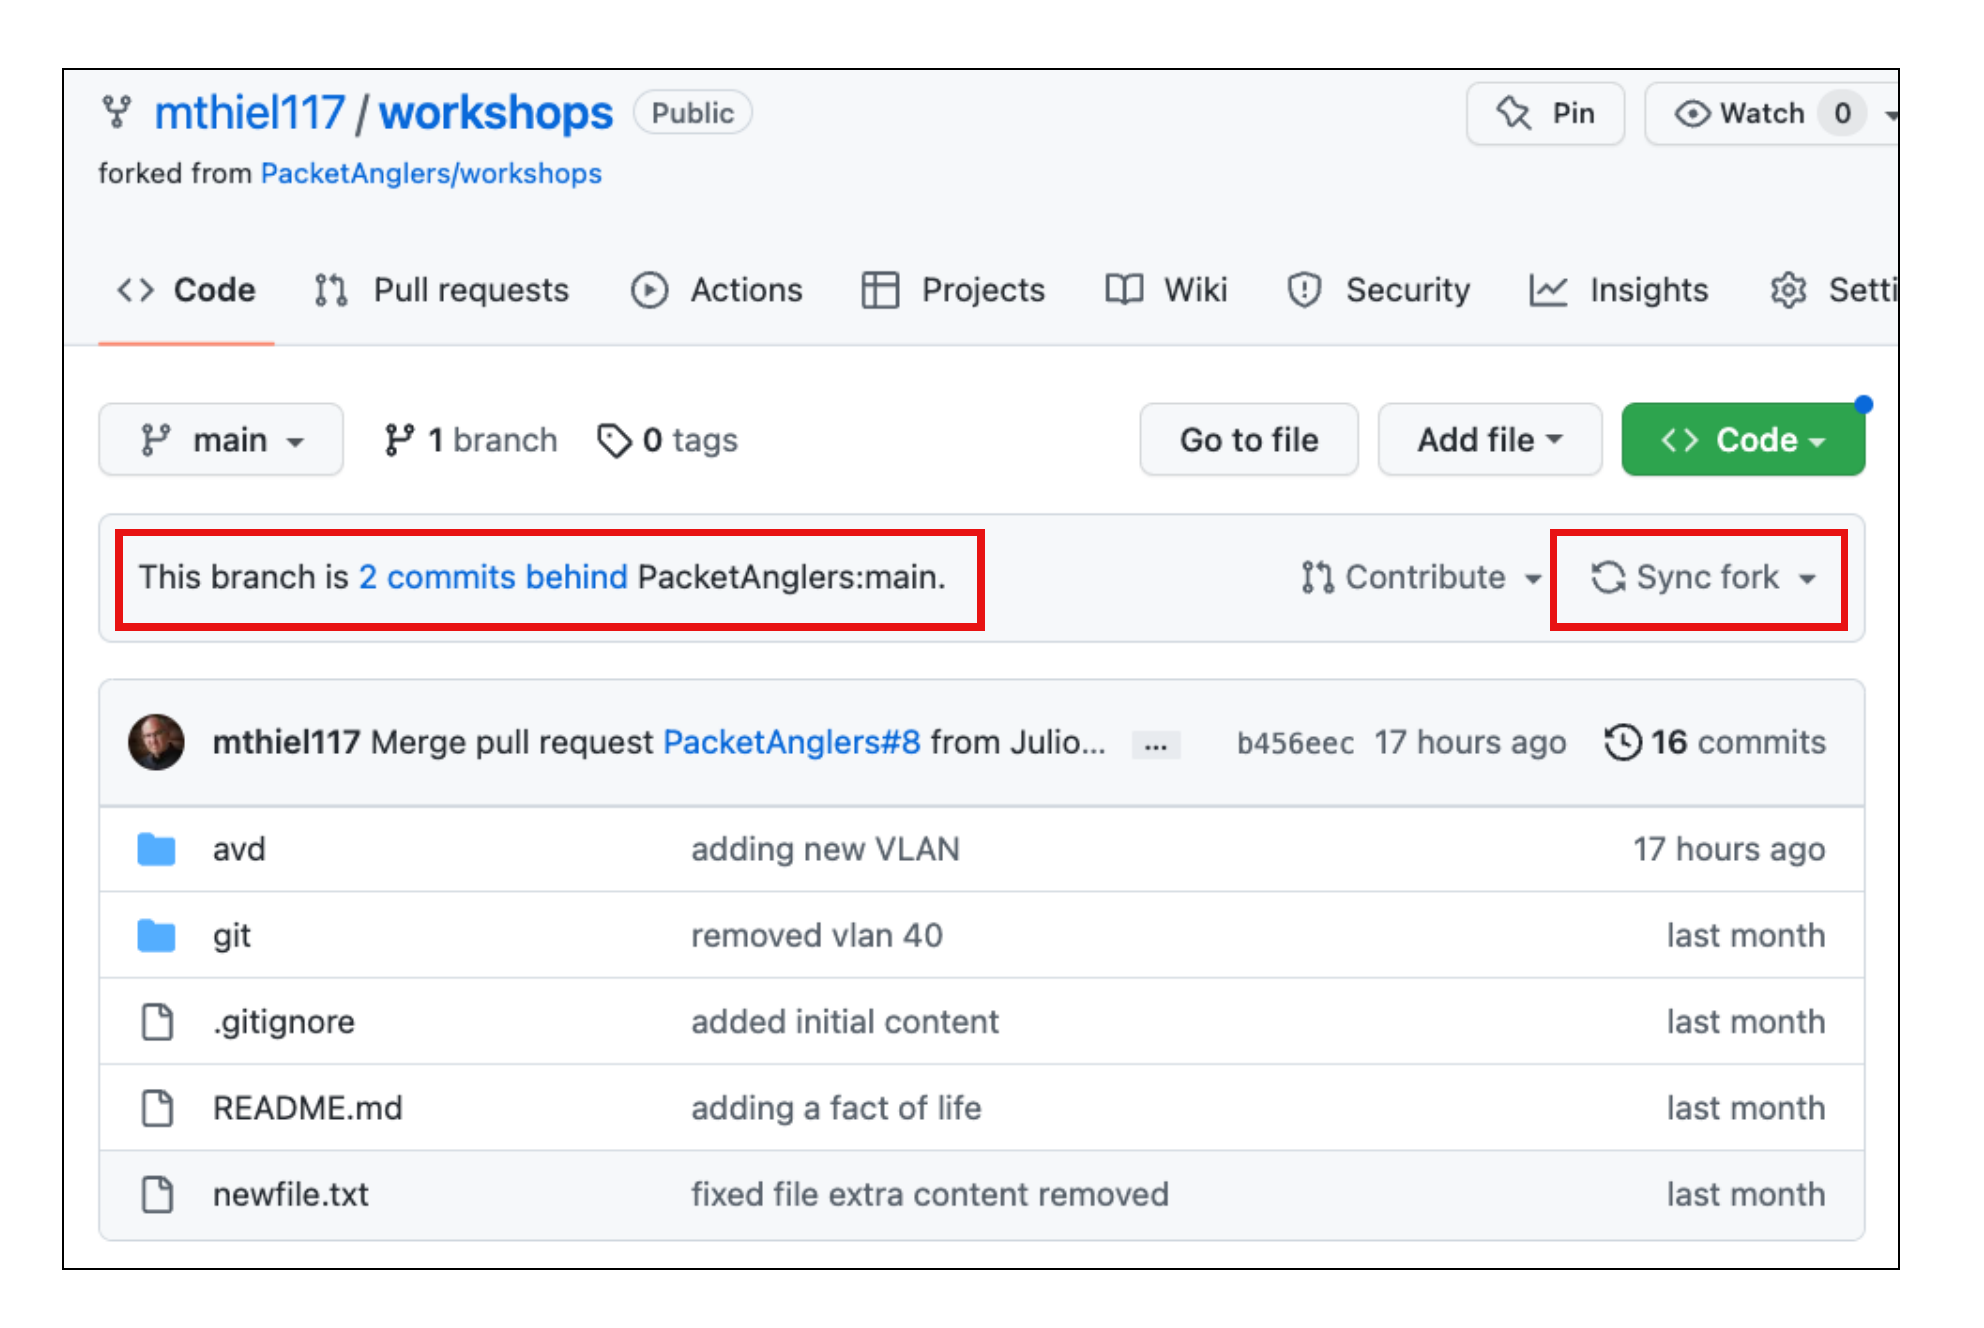 mthiel117 / workshops Public Pin Watch 0
forked from PacketAnglers/workshops
Code Pull requests Actions Projects Wiki Security Insights Setti
main 1 branch 0 tags Go to file Add file Code
This branch is 2 commits behind PacketAnglers:main. Contribute Sync fork
mthiel117 Merge pull request PacketAnglers#8 from Julio... ... b456eec 17 hours ago 16 commits
avd adding new VLAN 17 hours ago
git removed vlan 40 last month
.gitignore added initial content last month
README.md adding a fact of life last month
newfile.txt fixed file extra content removed last month